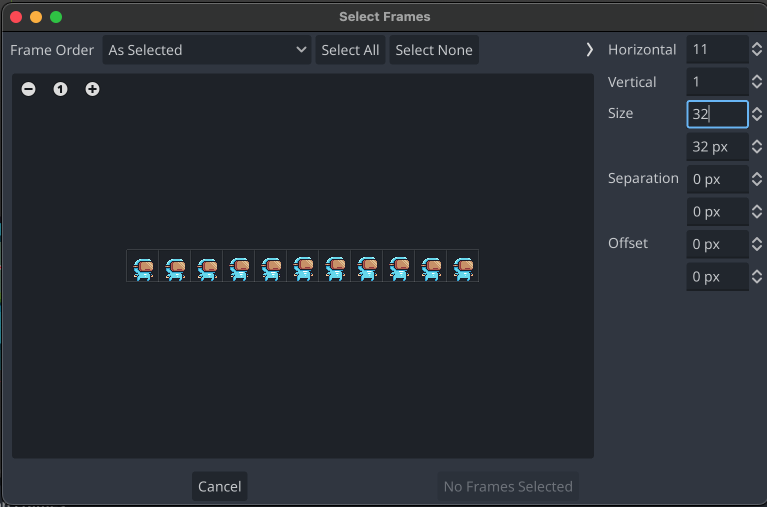 Select Frames
Frame Order As Selected Select All Select None
Horizontal 11
Vertical 1
Size 32
32 px
Separation 0 px
0 px
Offset 0 px
0 px
1
Cancel No Frames Selected